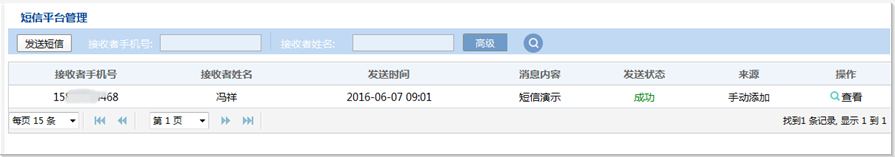 短信平台管理
发送短信 接收者手机号: 接收者姓名: 高级
接收者手机号 接收者姓名 发送时间 消息内容 发送状态 来源 操作
15 468 冯祥 2016-06-07 09:01 短信演示 成功 手动添加 查看
每页 15 条 第 1 页 找到1 条记录, 显示 1 到 1